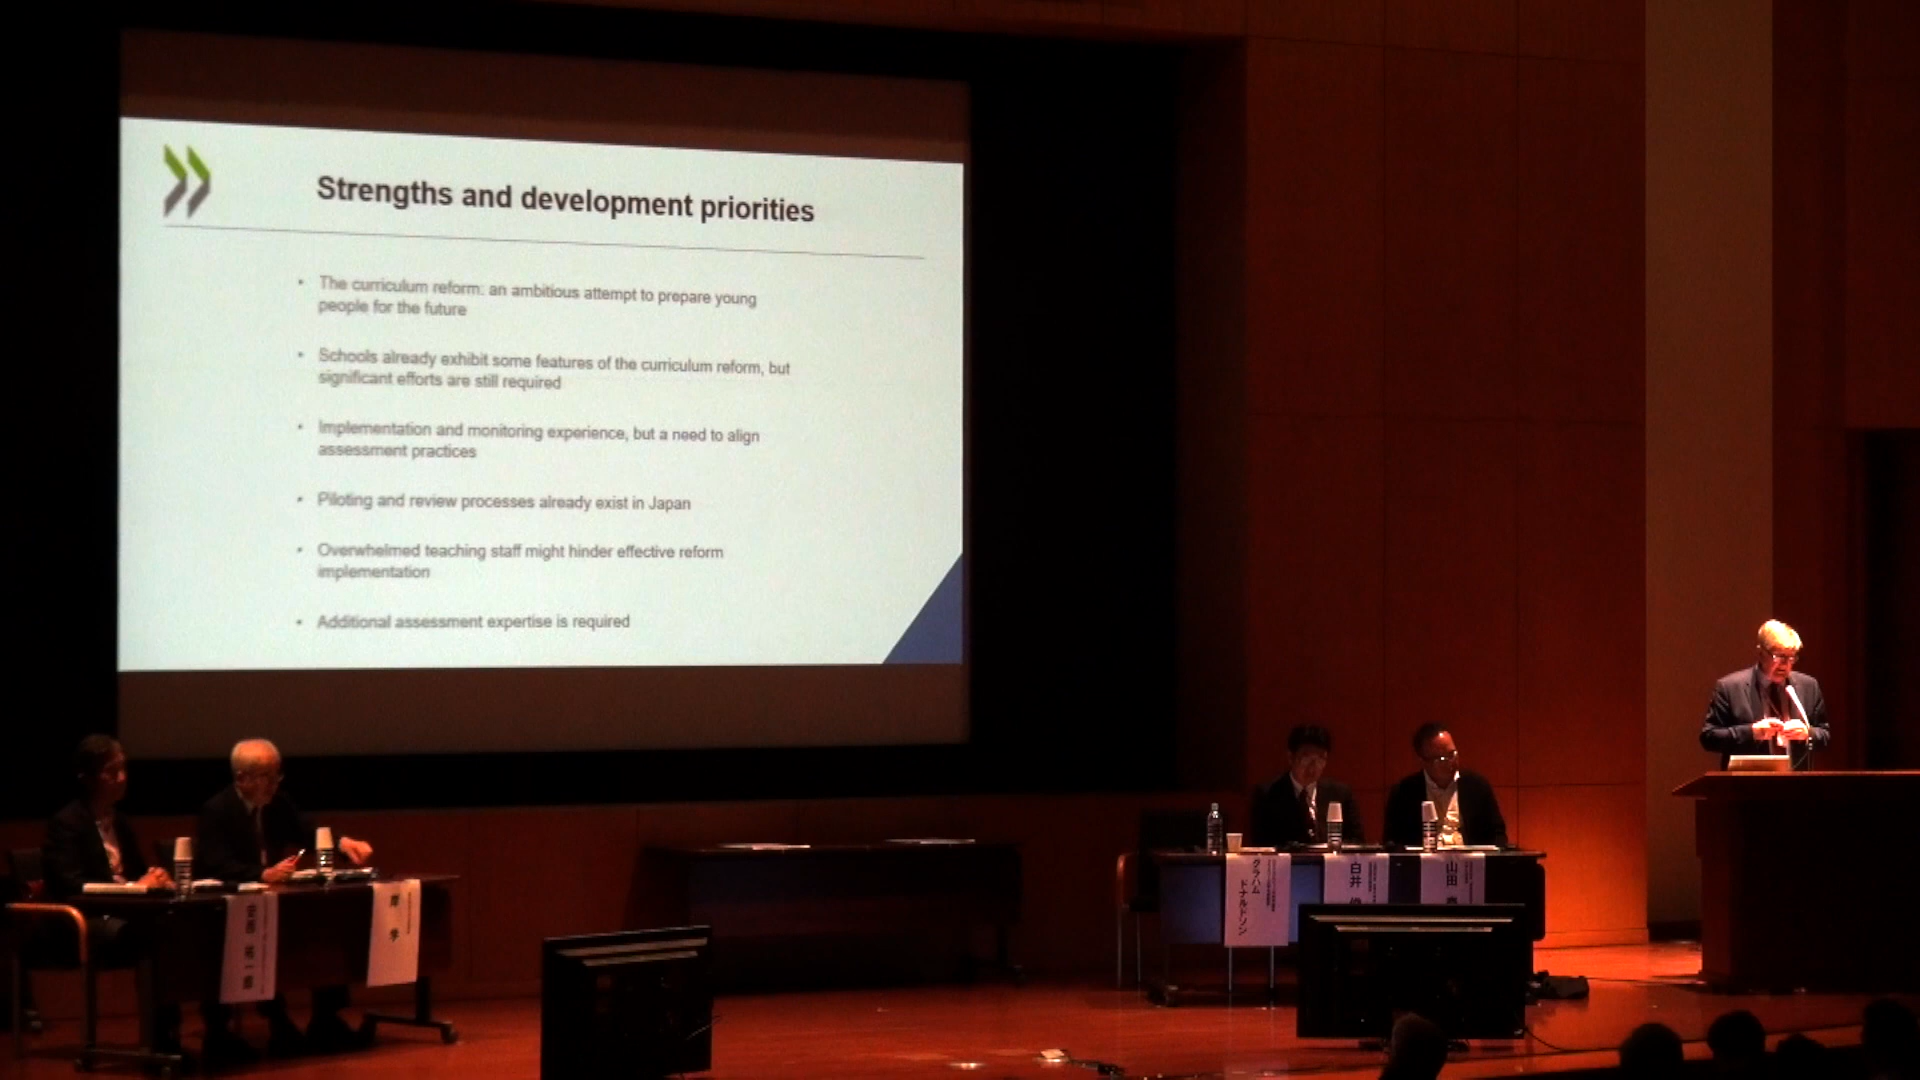 Strengths and development priorities
• The curriculum reform: an ambitious attempt to prepare young
people for the future
• Schools already exhibit some features of the curriculum reform, but
significant efforts are still required
• Implementation and monitoring experience, but a need to align
assessment practices
• Piloting and review processes already exist in Japan
• Overwhelmed teaching staff might hinder effective reform
implementation
• Additional assessment expertise is required
グラハム
ドナルドソン
白井
山田